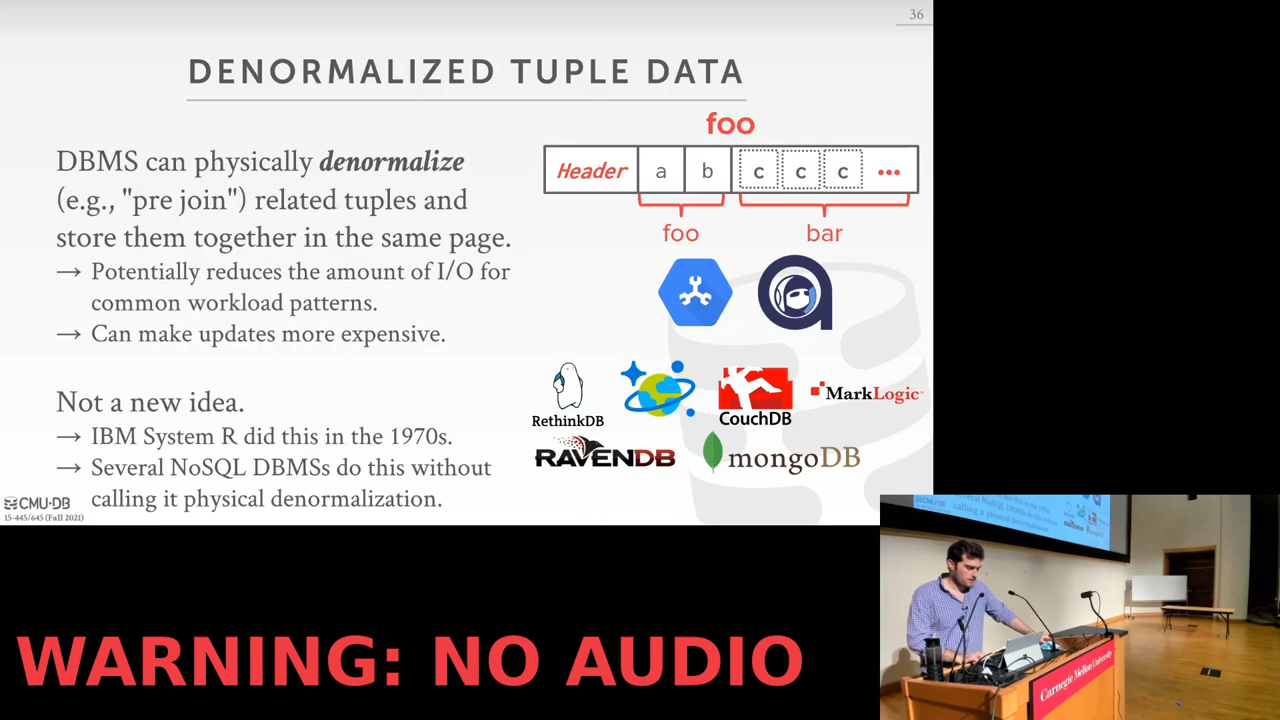 36
DENORMALIZED TUPLE DATA
DBMS can physically denormalize
(e.g., "pre join") related tuples and
store them together in the same page.
→ Potentially reduces the amount of I/O for
common workload patterns.
→ Can make updates more expensive.
Not a new idea.
→ IBM System R did this in the 1970s.
→ Several NoSQL DBMSs do this without
calling it physical denormalization.
foo
Header a b c c c •••
foo bar
RethinkDB
CouchDB
MarkLogic
RAVENDB
mongoDB
CMU·DB
15-445/645 (Fall 2021)
WARNING: NO AUDIO
Carnegie Mellon University